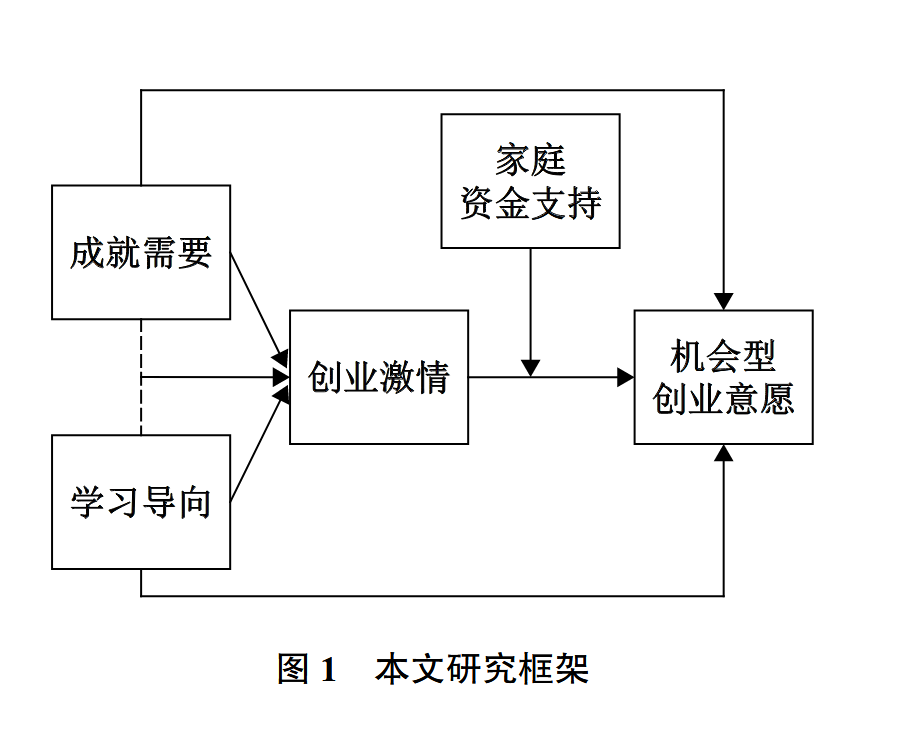 家庭
资金支持
成就需要
创业激情
机会型
创业意愿
学习导向
图 1 本文研究框架